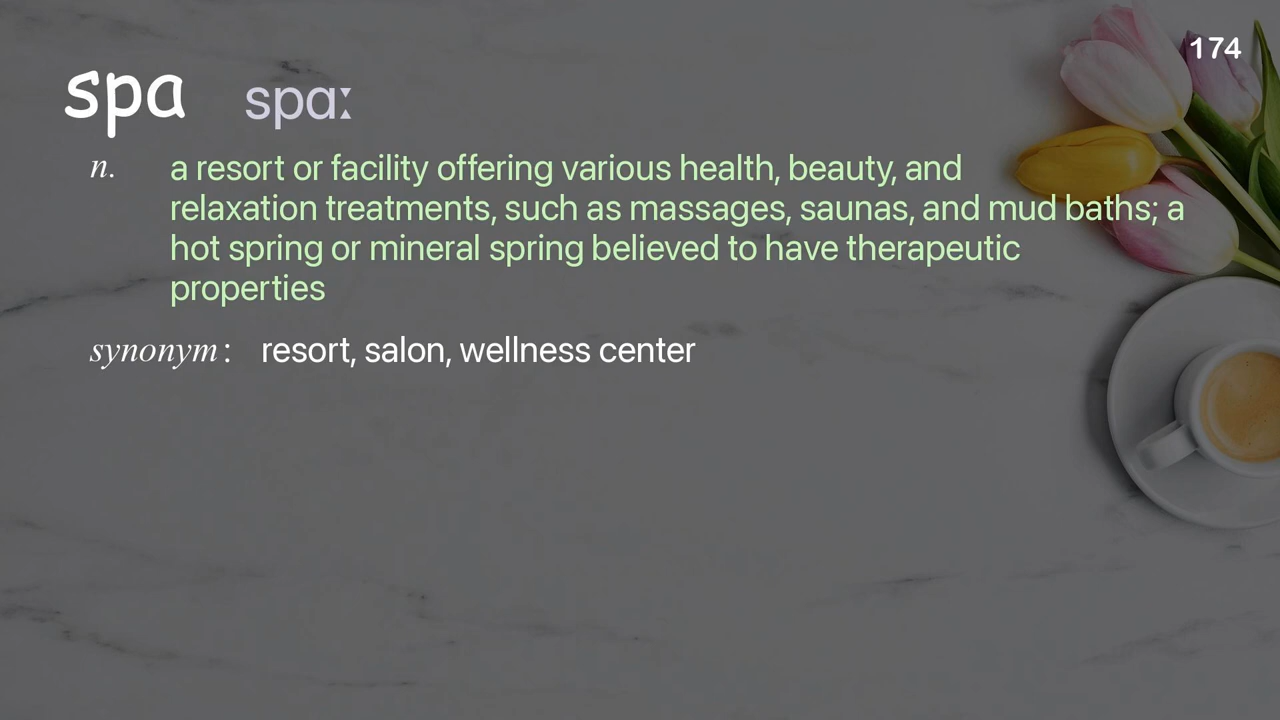 174
spa spaː
n. a resort or facility offering various health, beauty, and
relaxation treatments, such as massages, saunas, and mud baths; a
hot spring or mineral spring believed to have therapeutic
properties
synonym: resort, salon, wellness center